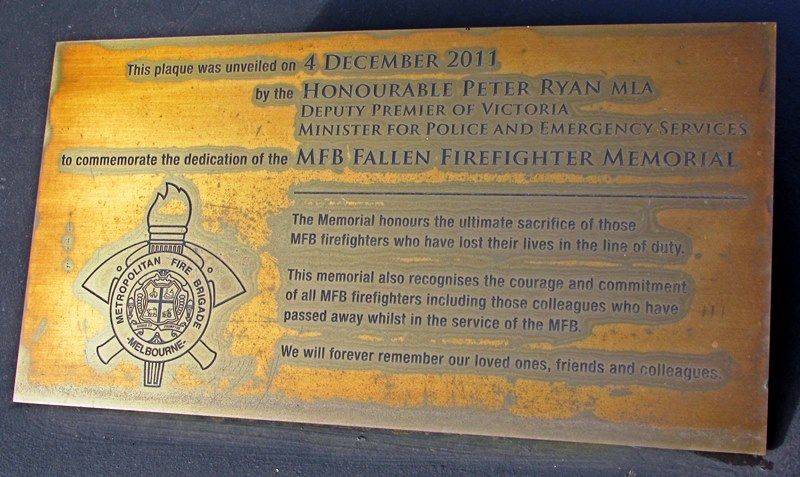 This plaque was unveiled on 4 DECEMBER 2011
by the HONOURABLE PETER RYAN MLA
DEPUTY PREMIER OF VICTORIA
MINISTER FOR POLICE AND EMERGENCY SERVICES
to commemorate the dedication of the MFB FALLEN FIREFIGHTER MEMORIAL
The Memorial honours the ultimate sacrifice of those
MFB firefighters who have lost their lives in the line of duty.
This memorial also recognises the courage and commitment
of all MFB firefighters including those colleagues who have
passed away whilst in the service of the MFB.
We will forever remember our loved ones, friends and colleagues.
METROPOLITAN FIRE BRIGADE
-MELBOURNE-